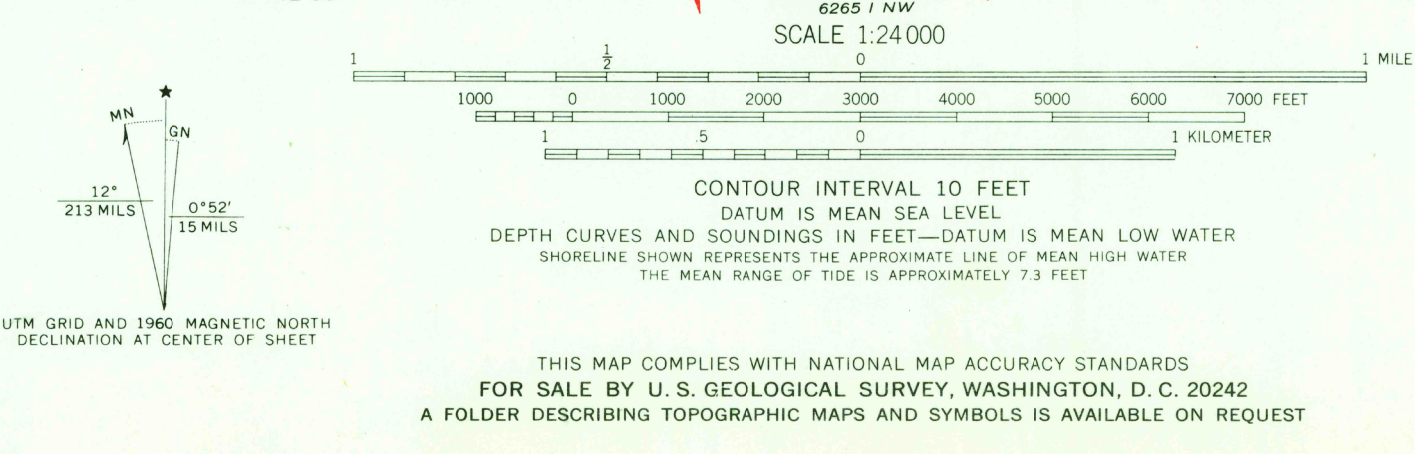 6265 I NW
SCALE 1:24000
1 1/2 0 1 MILE
1000 0 1000 2000 3000 4000 5000 6000 7000 FEET
1 .5 0 1 KILOMETER
CONTOUR INTERVAL 10 FEET
DATUM IS MEAN SEA LEVEL
DEPTH CURVES AND SOUNDINGS IN FEET—DATUM IS MEAN LOW WATER
SHORELINE SHOWN REPRESENTS THE APPROXIMATE LINE OF MEAN HIGH WATER
THE MEAN RANGE OF TIDE IS APPROXIMATELY 7.3 FEET
★
MN
GN
12°
213 MILS
0°52′
15 MILS
UTM GRID AND 1960 MAGNETIC NORTH
DECLINATION AT CENTER OF SHEET
THIS MAP COMPLIES WITH NATIONAL MAP ACCURACY STANDARDS
FOR SALE BY U. S. GEOLOGICAL SURVEY, WASHINGTON, D. C. 20242
A FOLDER DESCRIBING TOPOGRAPHIC MAPS AND SYMBOLS IS AVAILABLE ON REQUEST